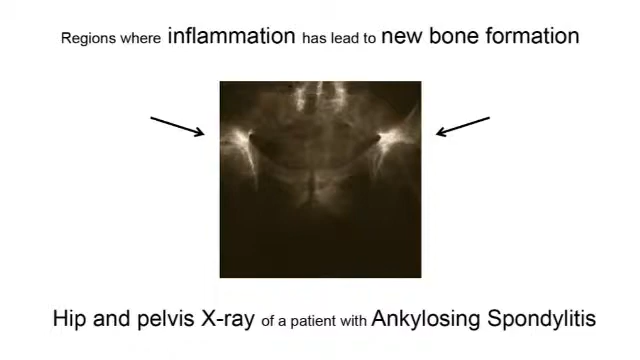 Regions where inflammation has lead to new bone formation
Hip and pelvis X-ray of a patient with Ankylosing Spondylitis